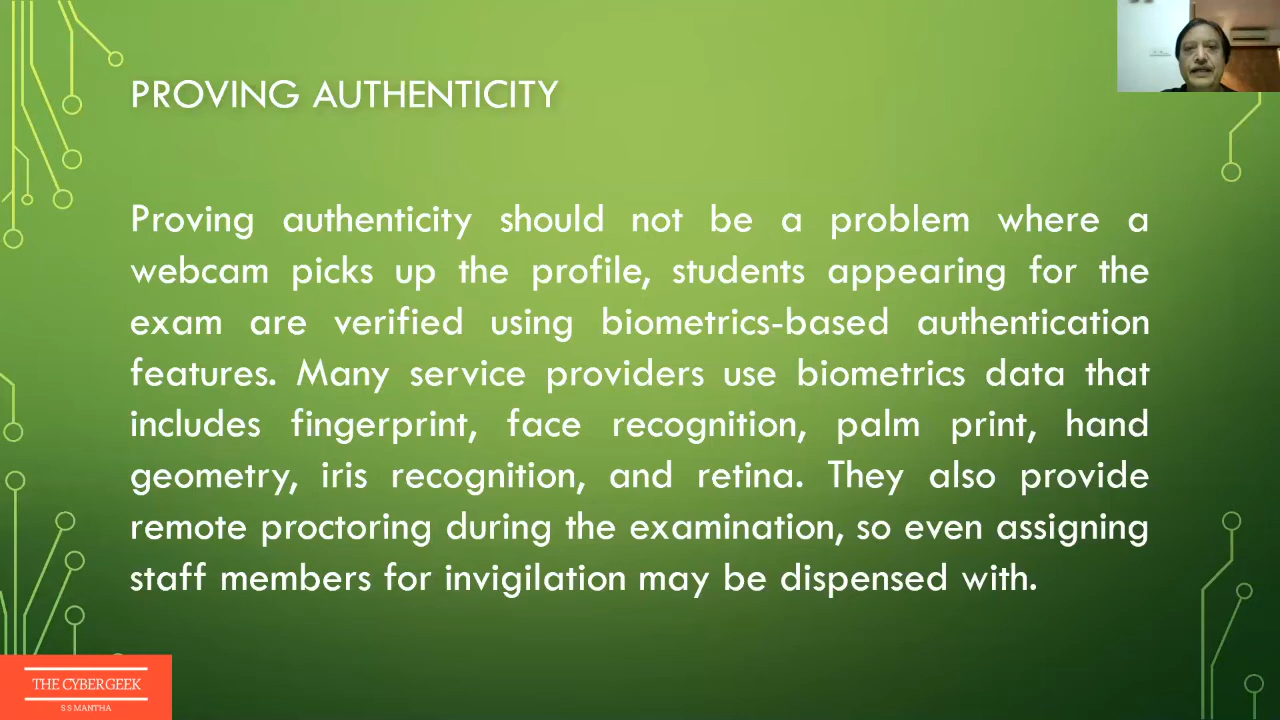 PROVING AUTHENTICITY
Proving authenticity should not be a problem where a
webcam picks up the profile, students appearing for the
exam are verified using biometrics-based authentication
features. Many service providers use biometrics data that
includes fingerprint, face recognition, palm print, hand
geometry, iris recognition, and retina. They also provide
remote proctoring during the examination, so even assigning
staff members for invigilation may be dispensed with.
THE CYBERGEEK
S S MANTHA